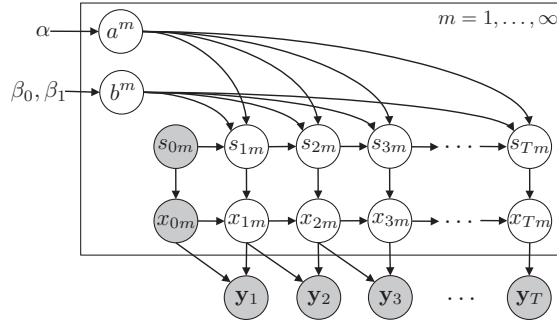 α a^m m = 1, . . . , ∞
β_0, β_1 b^m
s_{0m} s_{1m} s_{2m} s_{3m} · · · s_{Tm}
x_{0m} x_{1m} x_{2m} x_{3m} · · · x_{Tm}
y_1 y_2 y_3 · · · y_T